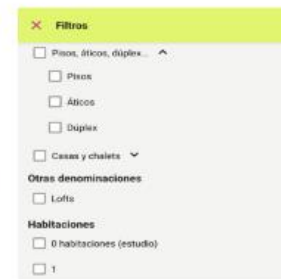 Filtros
Pisos, áticos, dúplex...
Pisos
Áticos
Dúplex
Casas y chalets
Otras denominaciones
Lofts
Habitaciones
0 habitaciones (estudio)
1